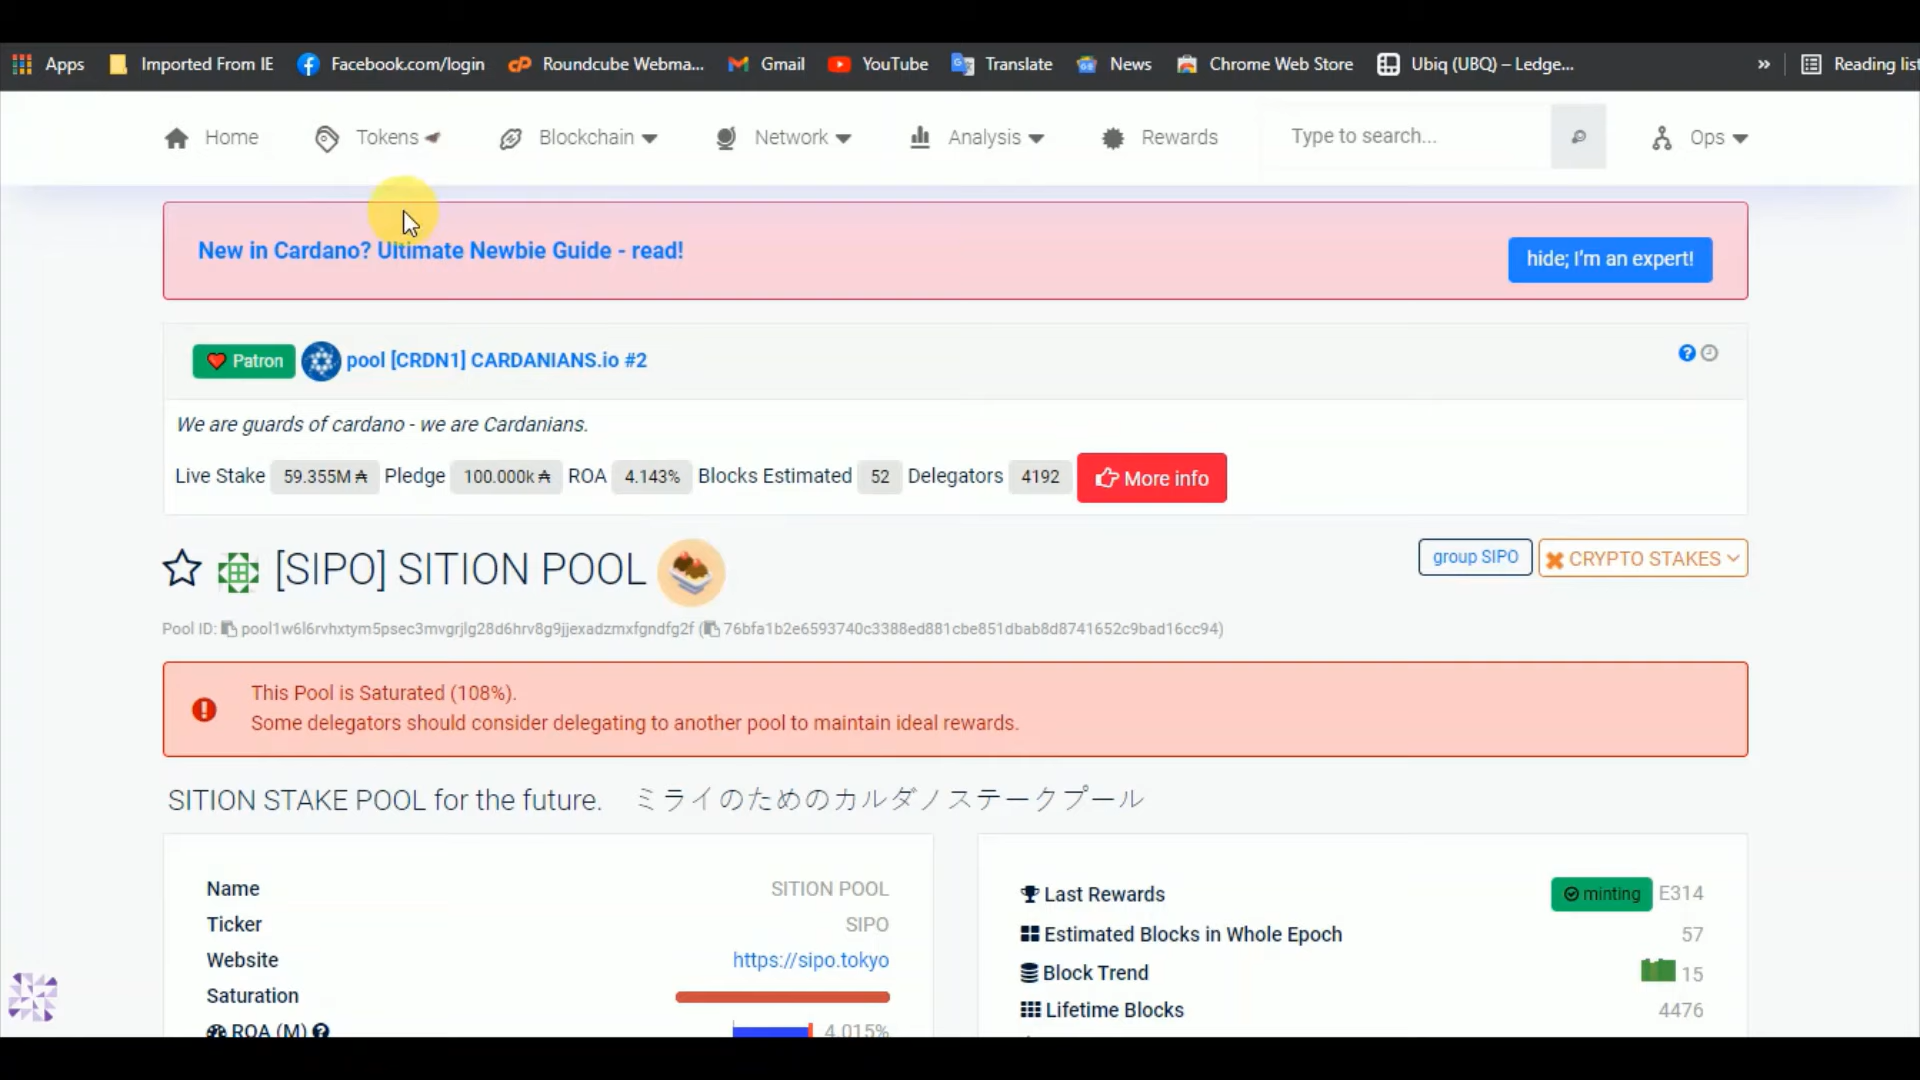 Apps Imported From IE Facebook.com/login Roundcube Webma... Gmail YouTube Translate News Chrome Web Store Ubiq (UBQ) – Ledge... » Reading list
Home Tokens Blockchain Network Analysis Rewards Type to search... Ops
New in Cardano? Ultimate Newbie Guide - read! hide; I'm an expert!
Patron pool [CRDN1] CARDANIANS.io #2
We are guards of cardano - we are Cardanians.
Live Stake 59.355M ₳ Pledge 100.000k ₳ ROA 4.143% Blocks Estimated 52 Delegators 4192 More info
[SIPO] SITION POOL group SIPO CRYPTO STAKES
Pool ID: pool1w6l6rvhxtym5psec3mvgrjlg28d6hrv8g9jjexadzmxfgndfg2f (76bfa1b2e6593740c3388ed881cbe851dbab8d8741652c9bad16cc94)
This Pool is Saturated (108%).
Some delegators should consider delegating to another pool to maintain ideal rewards.
SITION STAKE POOL for the future. ミライのためのカルダノステークプール
Name SITION POOL
Ticker SIPO
Website https://sipo.tokyo
Saturation
ROA (M) 4.015%
Last Rewards minting E314
Estimated Blocks in Whole Epoch 57
Block Trend 15
Lifetime Blocks 4476